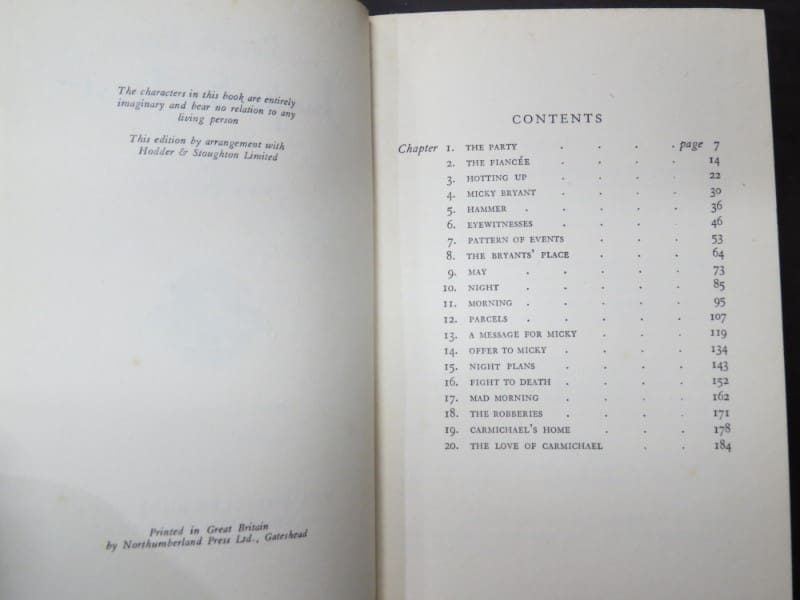 The characters in this book are entirely
imaginary and bear no relation to any
living person
This edition by arrangement with
Hodder & Stoughton Limited
Printed in Great Britain
by Northumberland Press Ltd., Gateshead
CONTENTS
Chapter 1. THE PARTY . . . . page 7
2. THE FIANCÉE . . . . 14
3. HOTTING UP . . . . 22
4. MICKY BRYANT . . . . 30
5. HAMMER . . . . . 36
6. EYEWITNESSES . . . . 46
7. PATTERN OF EVENTS . . . 53
8. THE BRYANTS' PLACE . . . 64
9. MAY . . . . . 73
10. NIGHT . . . . . 85
11. MORNING . . . . . 95
12. PARCELS . . . . . 107
13. A MESSAGE FOR MICKY . . . 119
14. OFFER TO MICKY . . . . 134
15. NIGHT PLANS . . . . 143
16. FIGHT TO DEATH . . . . 152
17. MAD MORNING . . . . 162
18. THE ROBBERIES . . . . 171
19. CARMICHAEL'S HOME . . . 178
20. THE LOVE OF CARMICHAEL . . 184